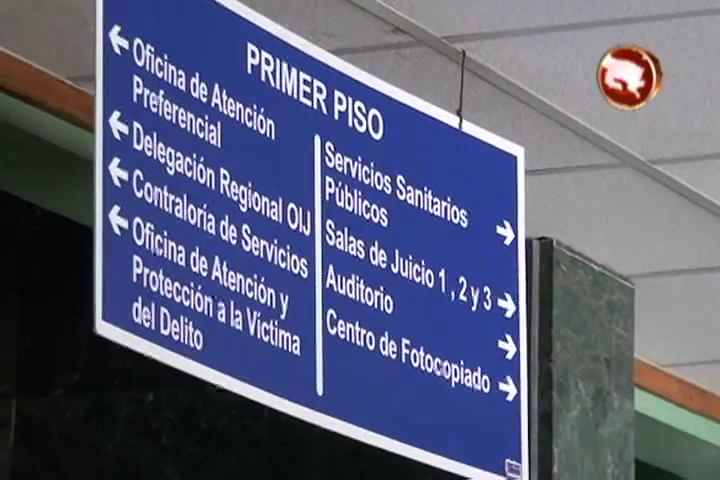 PRIMER PISO
Oficina de Atención
Preferencial
Delegación Regional OIJ
Contraloría de Servicios
Oficina de Atención y
Protección a la Víctima
del Delito
Servicios Sanitarios
Públicos
Salas de Juicio 1 , 2 y 3
Auditorio
Centro de Fotocopiado